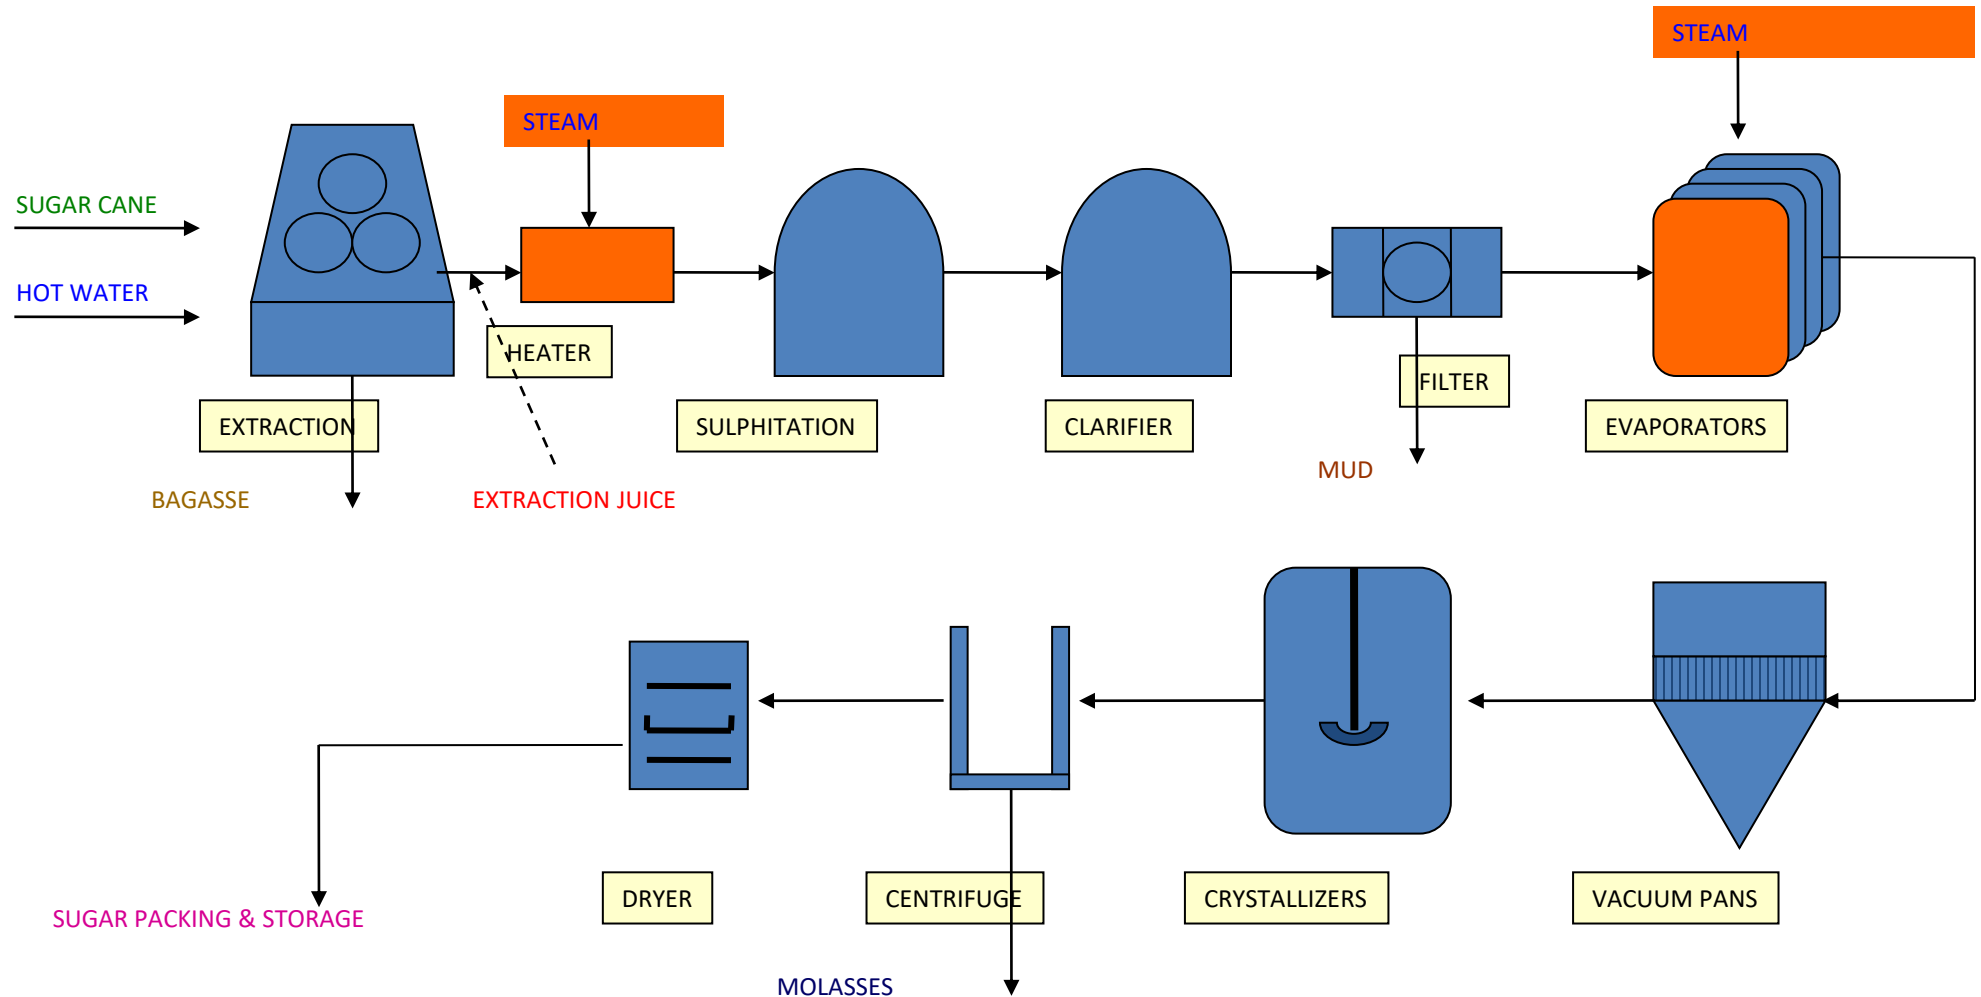 STEAM
STEAM
SUGAR CANE
HOT WATER
HEATER
FILTER
EXTRACTION
SULPHITATION
CLARIFIER
EVAPORATORS
MUD
BAGASSE
EXTRACTION JUICE
DRYER
CENTRIFUGE
CRYSTALLIZERS
VACUUM PANS
SUGAR PACKING & STORAGE
MOLASSES